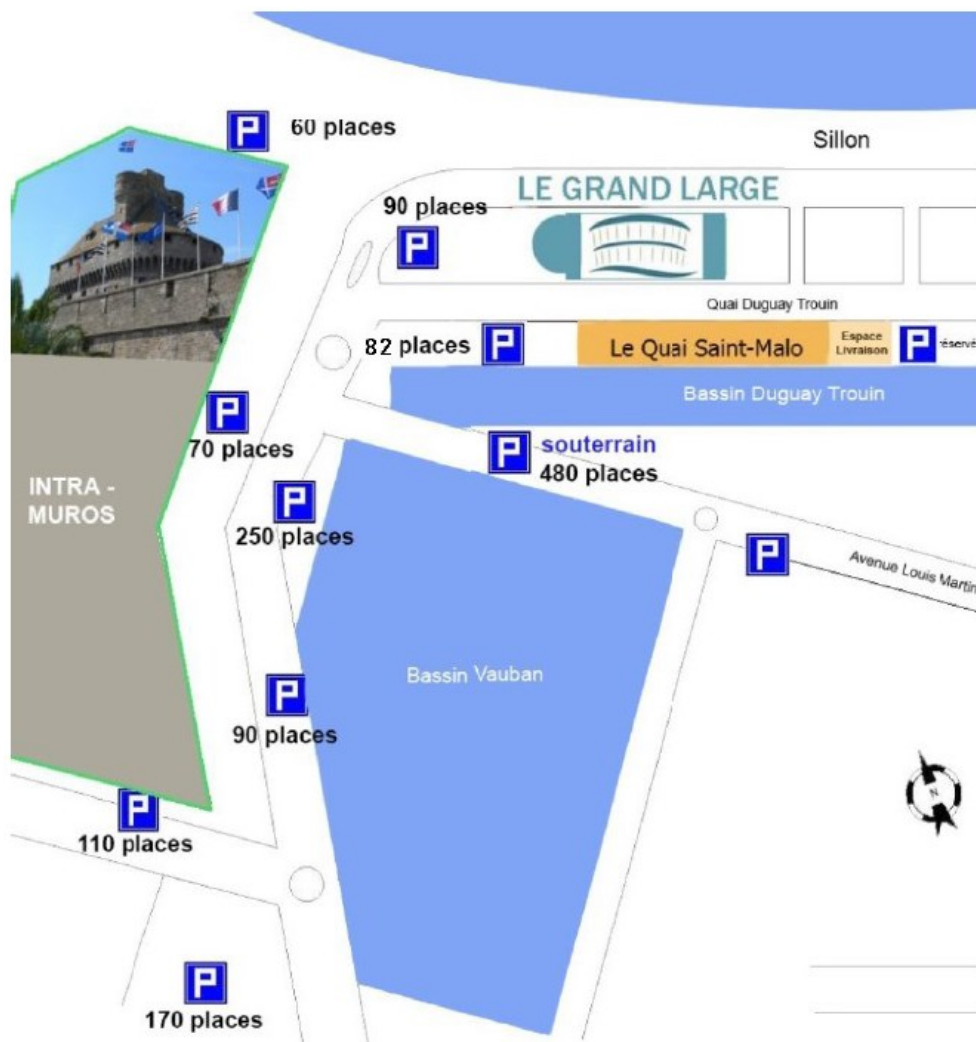 P
60 places
Sillon
LE GRAND LARGE
90 places
P
Quai Duguay Trouin
82 places
P
Le Quai Saint-Malo
Espace
Livraison
P
réservé
Bassin Duguay Trouin
P
70 places
P
souterrain
480 places
INTRA -
MUROS
P
250 places
P
Avenue Louis Martin
Bassin Vauban
P
90 places
N
P
110 places
P
170 places